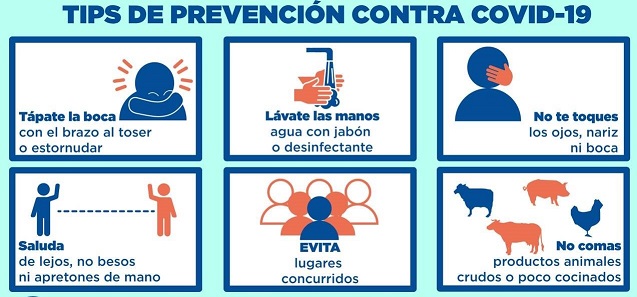 TIPS DE PREVENCIÓN CONTRA COVID-19
Tápate la boca
con el brazo al toser
o estornudar
Lávate las manos
agua con jabón
o desinfectante
No te toques
los ojos, nariz
ni boca
Saluda
de lejos, no besos
ni apretones de mano
EVITA
lugares
concurridos
No comas
productos animales
crudos o poco cocinados